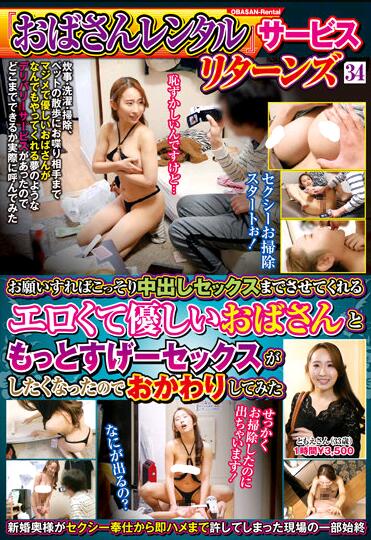 『おばさんレンタル』サービス
OBASAN-Rental
リターンズ 34
炊事、洗濯、掃除、
ペットの散歩にお喋り相手まで
マジメで優しいおばさんが
なんでもやってくれる夢のような
デリバリーサービスがあったので
どこまでできるか実際に呼んでみた
恥ずかしいんですけど…
セクシーお掃除
スタートぉ！
お願いすればこっそり中出しセックスまでさせてくれる
エロくて優しいおばさんと
もっとすげーセックスが
したくなったのでおかわりしてみた
せっかく
お掃除したのに
出ちゃいます！
なにが出るの？
ともえさん（33歳）
1時間¥3,500
新婚奥様がセクシー奉仕から即ハメまで許してしまった現場の一部始終